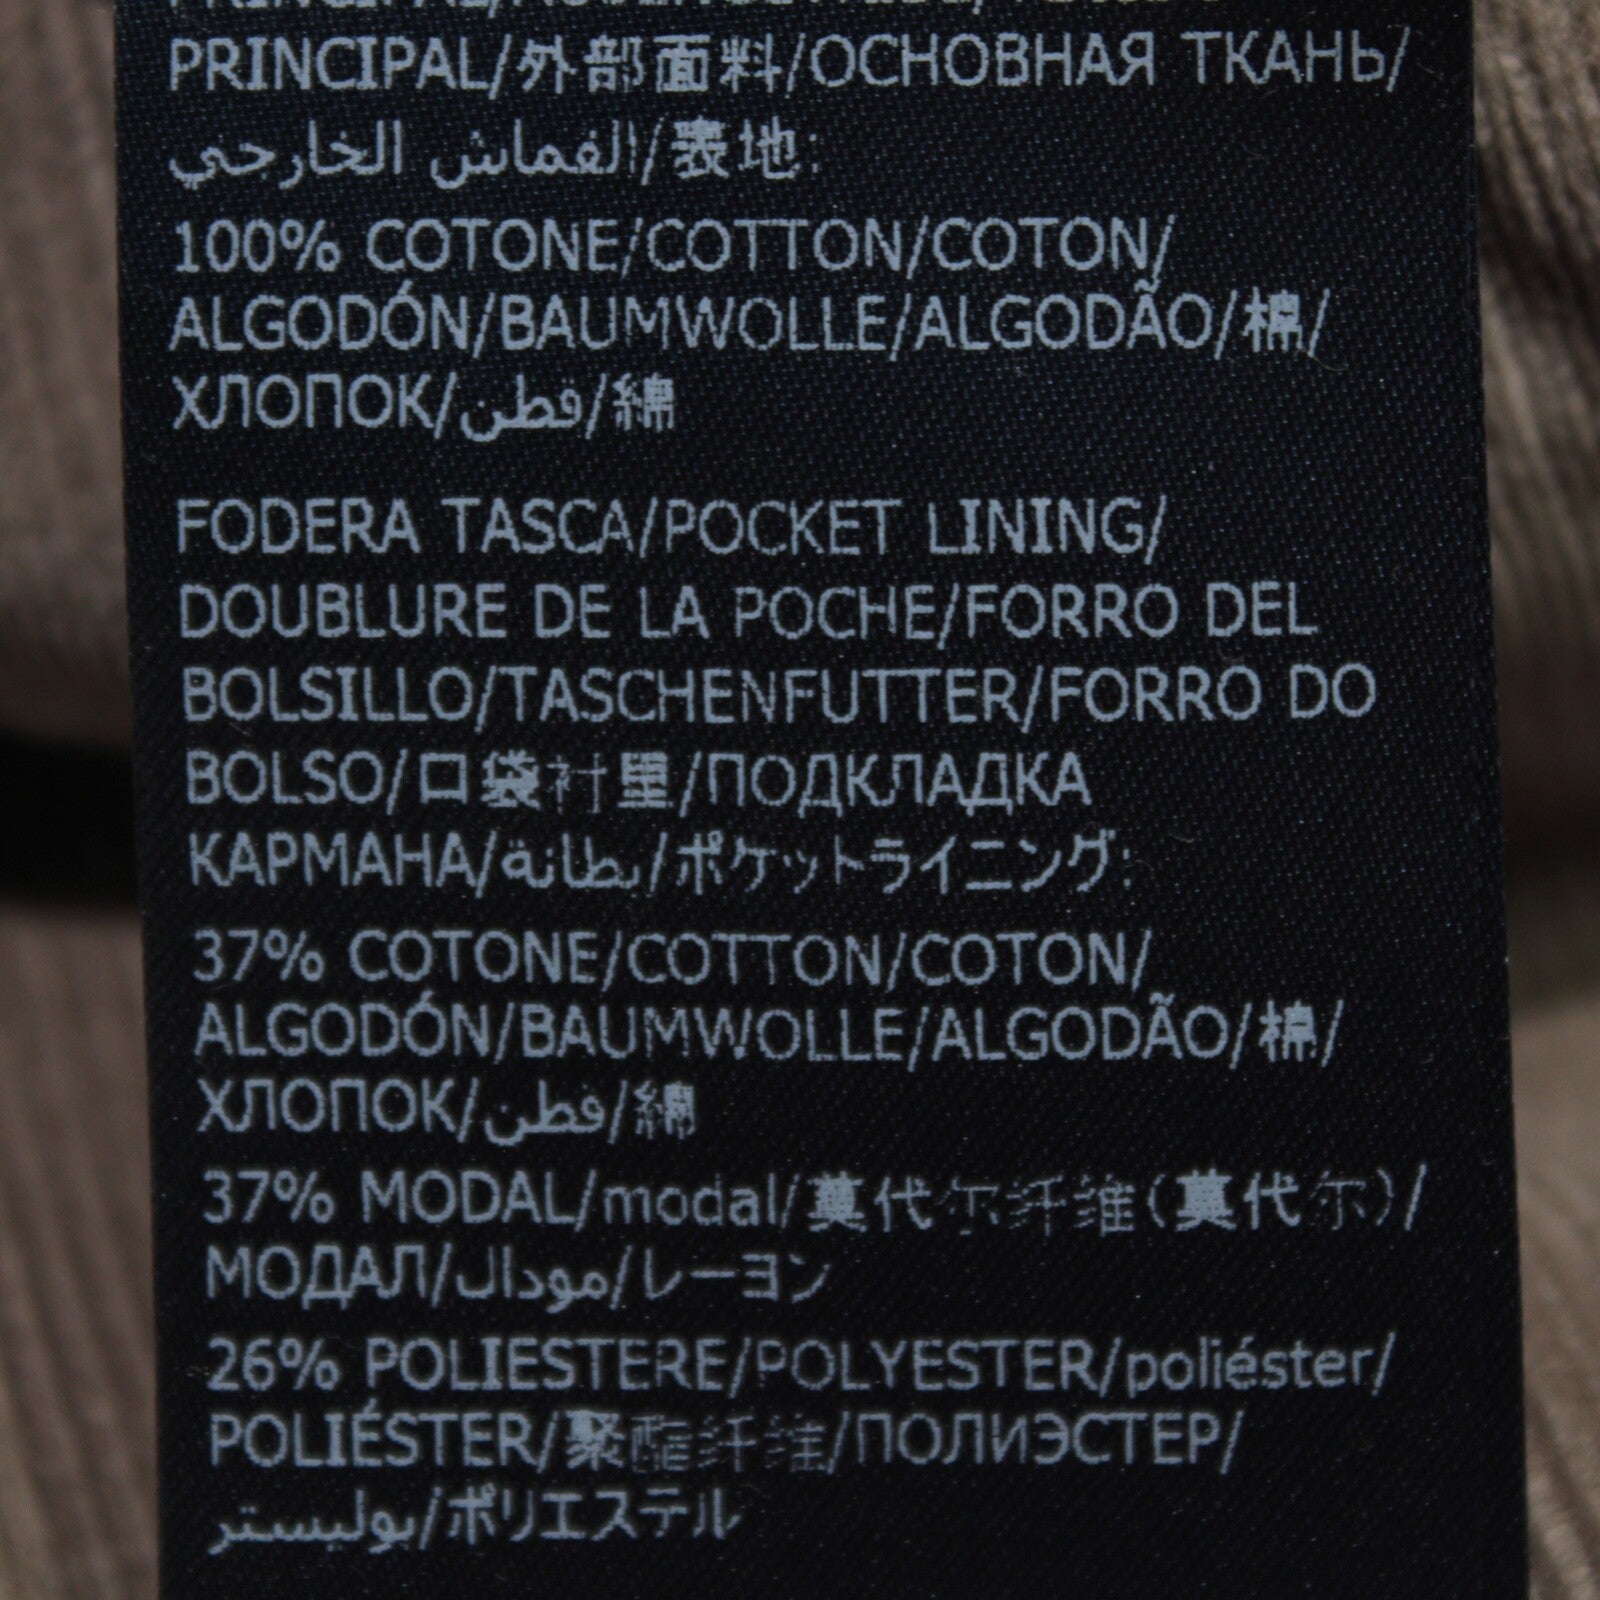 PRINCIPAL/外部面料/ОСНОВНАЯ ТКАНЬ/
القماش الخارجي/表地:
100% COTONE/COTTON/COTON/
ALGODÓN/BAUMWOLLE/ALGODÃO/棉/
ХЛОПОК/قطن/綿
FODERA TASCA/POCKET LINING/
DOUBLURE DE LA POCHE/FORRO DEL
BOLSILLO/TASCHENFUTTER/FORRO DO
BOLSO/口袋衬里/ПОДКЛАДКА
КАРМАНА/بطانة/ポケットライニング:
37% COTONE/COTTON/COTON/
ALGODÓN/BAUMWOLLE/ALGODÃO/棉/
ХЛОПОК/قطن/綿
37% MODAL/modal/莫代尔纤维(莫代尔)/
МОДАЛ/مودال/レーヨン
26% POLIESTERE/POLYESTER/poliéster/
POLIÉSTER/聚酯纤维/ПОЛИЭСТЕР/
بوليستر/ポリエステル